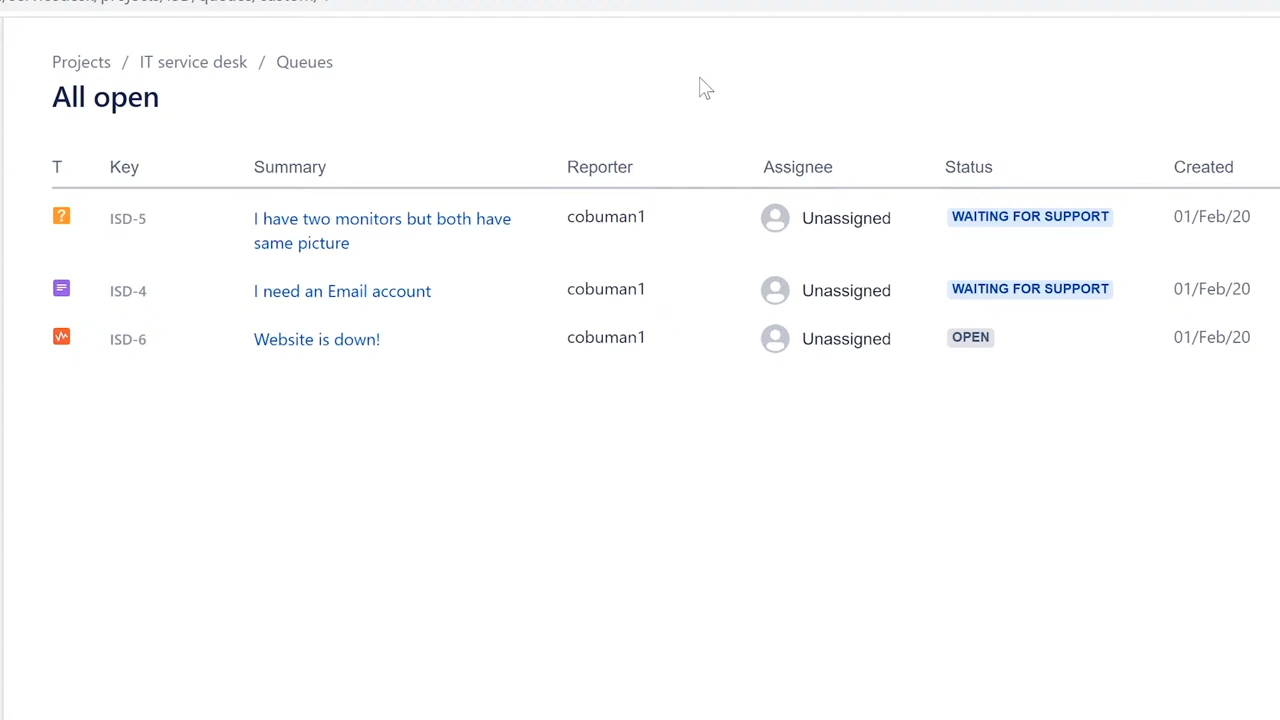 Projects / IT service desk / Queues
All open
T Key Summary Reporter Assignee Status Created
? ISD-5 I have two monitors but both have cobuman1 Unassigned WAITING FOR SUPPORT 01/Feb/20
same picture
ISD-4 I need an Email account cobuman1 Unassigned WAITING FOR SUPPORT 01/Feb/20
ISD-6 Website is down! cobuman1 Unassigned OPEN 01/Feb/20